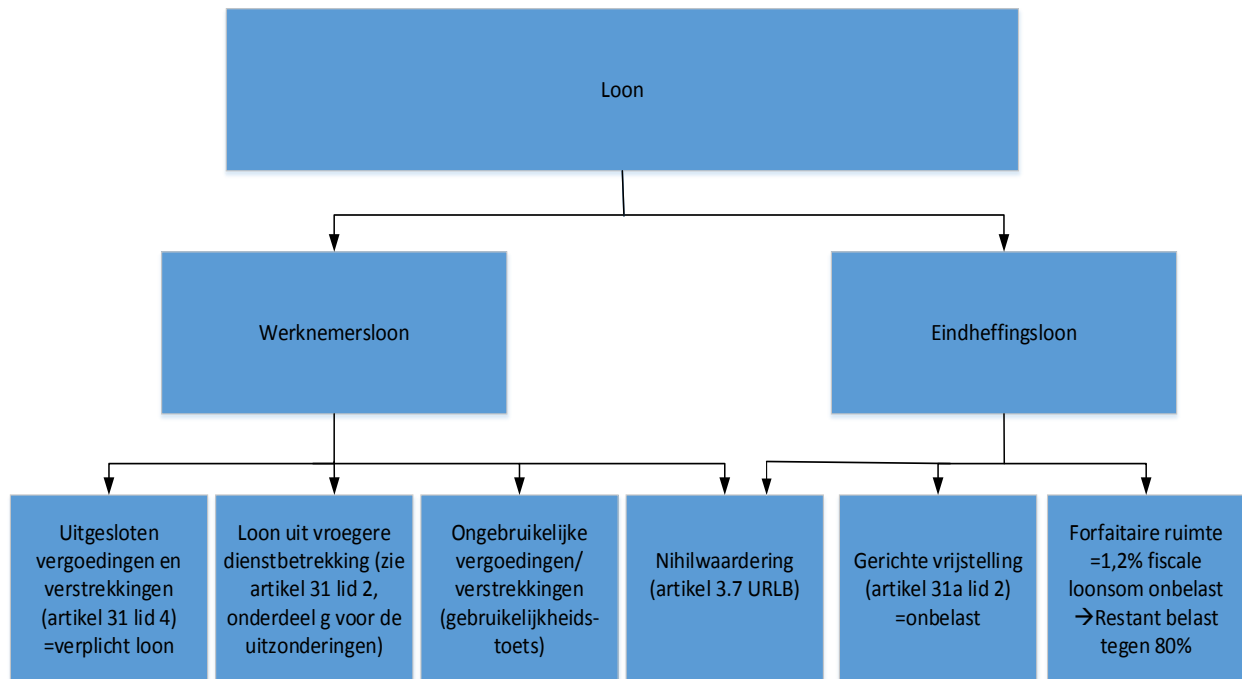 Loon
Werknemersloon
Eindheffingsloon
Uitgesloten
vergoedingen en
verstrekkingen
(artikel 31 lid 4)
=verplicht loon
Loon uit vroegere
dienstbetrekking (zie
artikel 31 lid 2,
onderdeel g voor de
uitzonderingen)
Ongebruikelijke
vergoedingen/
verstrekkingen
(gebruikelijkheids-
toets)
Nihilwaardering
(artikel 3.7 URLB)
Gerichte vrijstelling
(artikel 31a lid 2)
=onbelast
Forfaitaire ruimte
=1,2% fiscale
loonsom onbelast
→Restant belast
tegen 80%